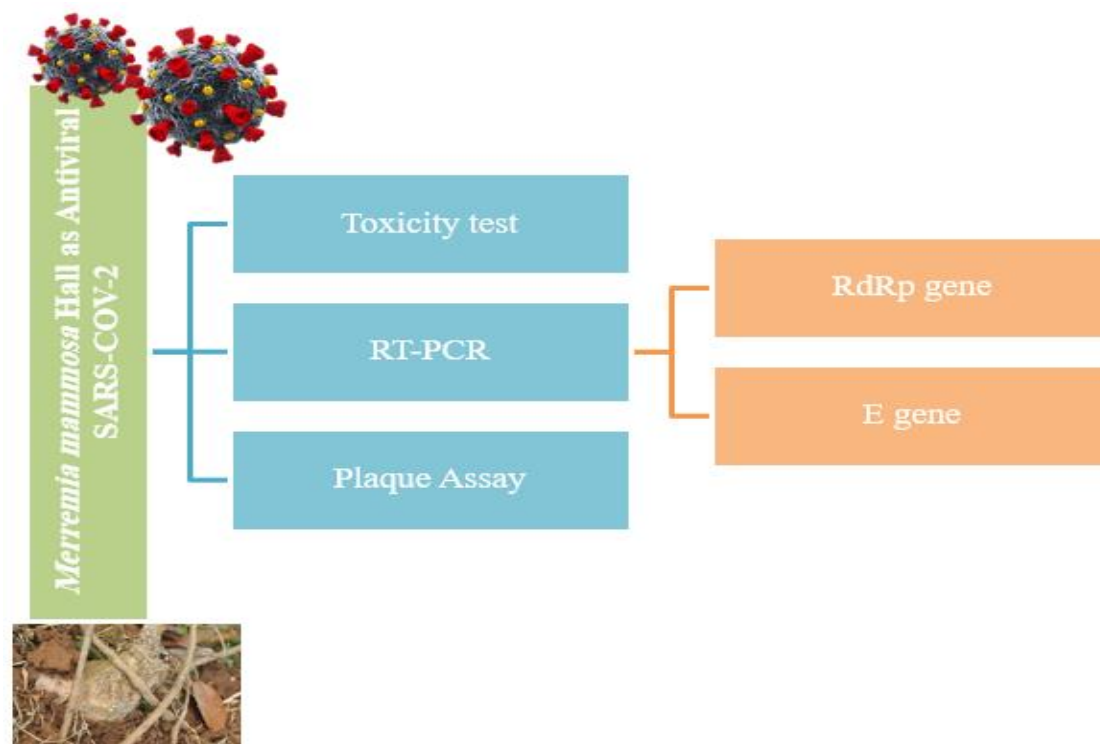 Merremia mammosa Hall as Antiviral
SARS-COV-2
Toxicity test
RT-PCR
Plaque Assay
RdRp gene
E gene